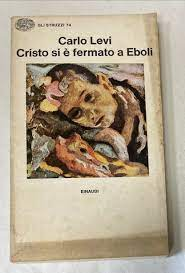 GLI STRUZZI 74
Carlo Levi
Cristo si è fermato a Eboli
EINAUDI